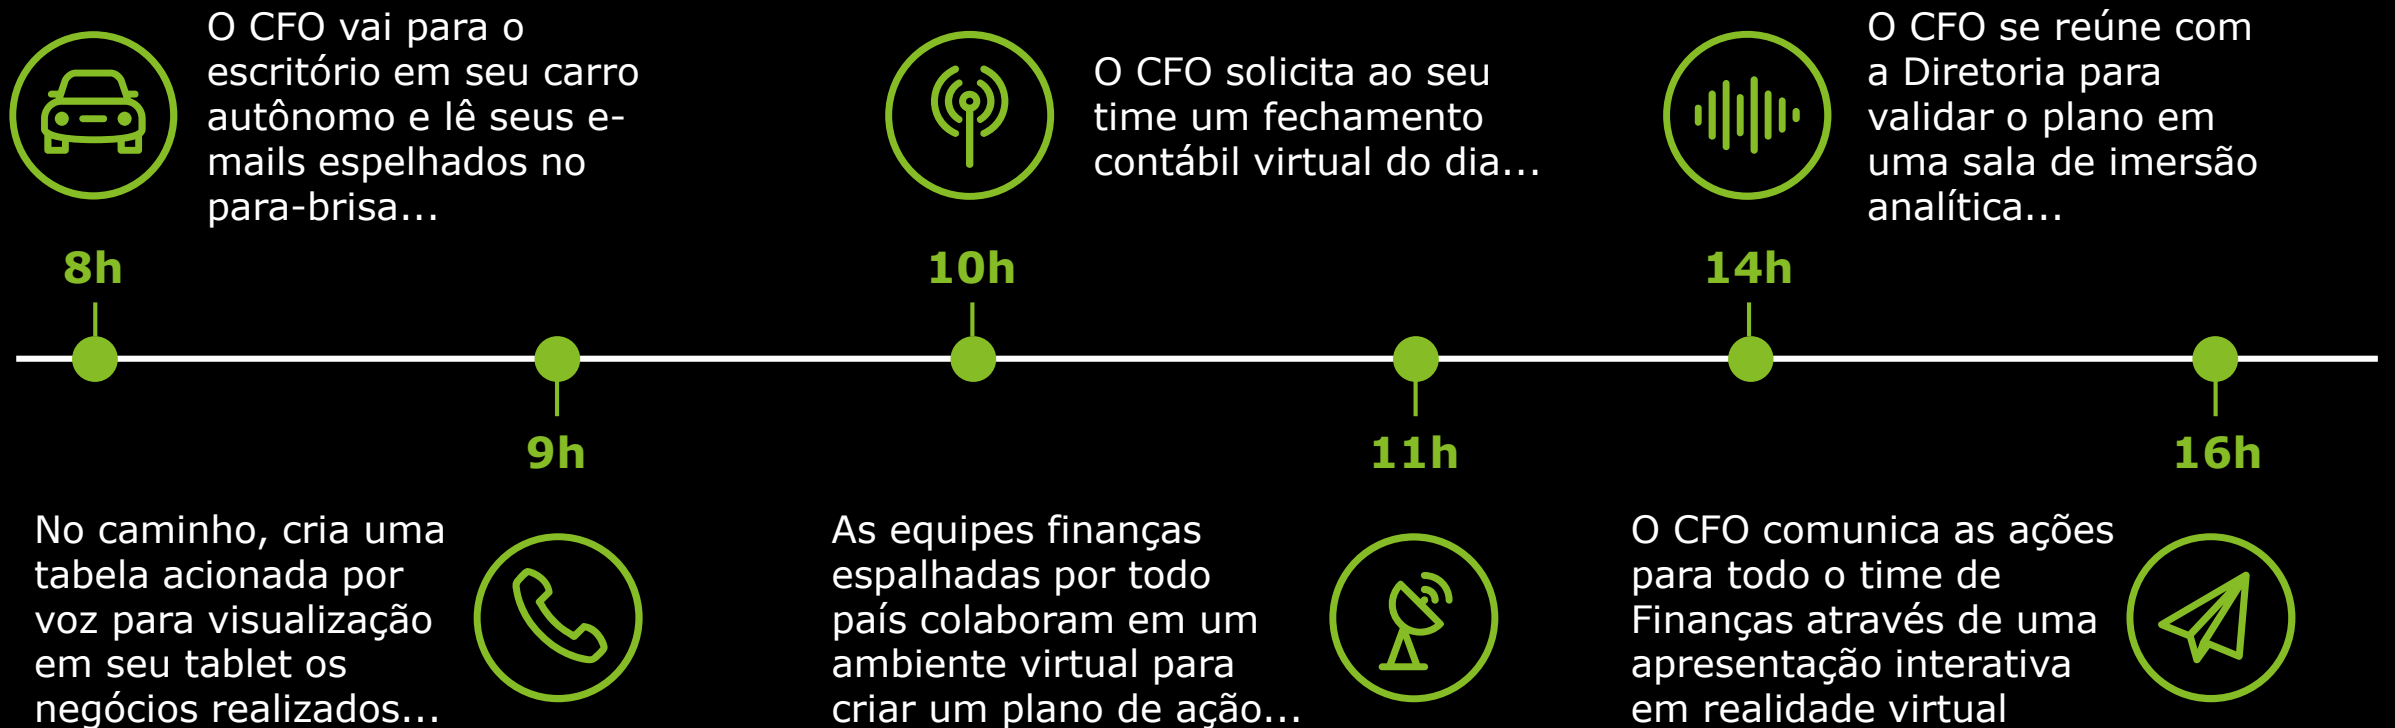 O CFO vai para o
escritório em seu carro
autônomo e lê seus e-
mails espelhados no
para-brisa...
8h
No caminho, cria uma
tabela acionada por
voz para visualização
em seu tablet os
negócios realizados...
9h
O CFO solicita ao seu
time um fechamento
contábil virtual do dia...
10h
As equipes finanças
espalhadas por todo
país colaboram em um
ambiente virtual para
criar um plano de ação...
11h
O CFO se reúne com
a Diretoria para
validar o plano em
uma sala de imersão
analítica...
14h
O CFO comunica as ações
para todo o time de
Finanças através de uma
apresentação interativa
em realidade virtual
16h